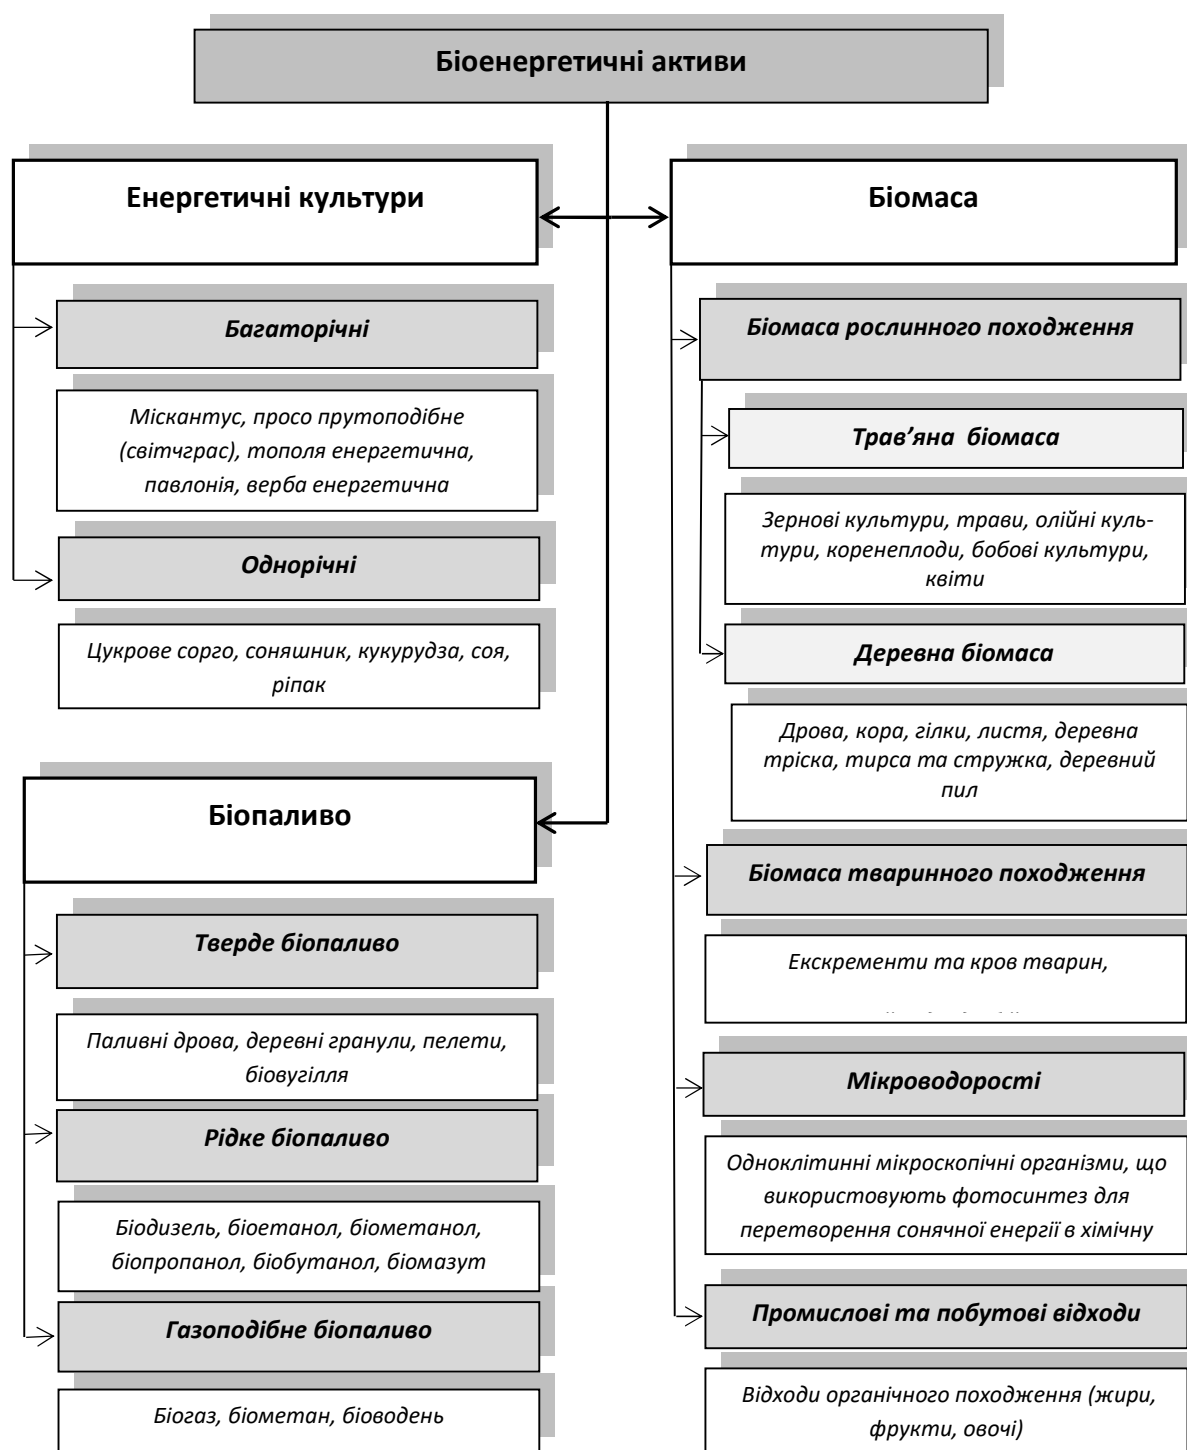 Біоенергетичні активи
Енергетичні культури
Багаторічні
Міскантус, просо прутоподібне
(світчграс), тополя енергетична,
павлонія, верба енергетична
Однорічні
Цукрове сорго, соняшник, кукурудза, соя,
ріпак
Біопаливо
Тверде біопаливо
Паливні дрова, деревні гранули, пелети,
біовугілля
Рідке біопаливо
Біодизель, біоетанол, біометанол,
біопропанол, біобутанол, біомазут
Газоподібне біопаливо
Біогаз, біометан, біоводень
Біомаса
Біомаса рослинного походження
Трав’яна біомаса
Зернові культури, трави, олійні куль-
тури, коренеплоди, бобові культури,
квіти
Деревна біомаса
Дрова, кора, гілки, листя, деревна
тріска, тирса та стружка, деревний
пил
Біомаса тваринного походження
Екскременти та кров тварин,
Мікроводорості
Одноклітинні мікроскопічні організми, що
використовують фотосинтез для
перетворення сонячної енергії в хімічну
Промислові та побутові відходи
Відходи органічного походження (жири,
фрукти, овочі)